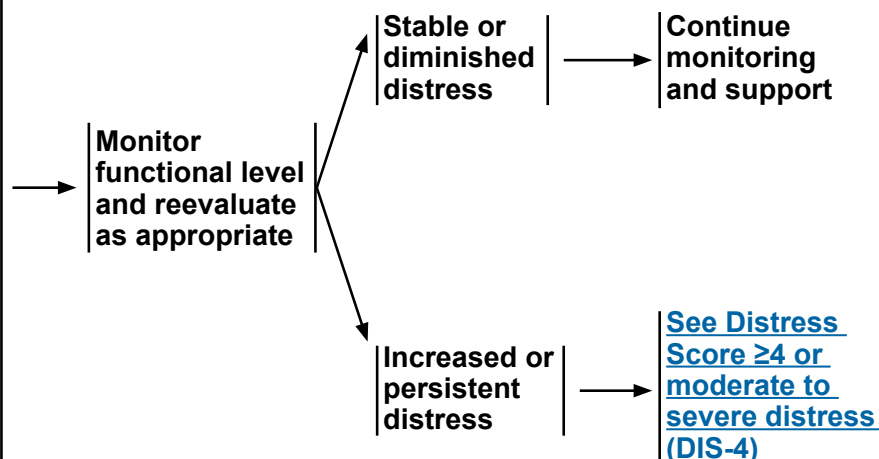 Monitor
functional level
and reevaluate
as appropriate
Stable or
diminished
distress
Continue
monitoring
and support
Increased or
persistent
distress
See Distress
Score ≥4 or
moderate to
severe distress
(DIS-4)